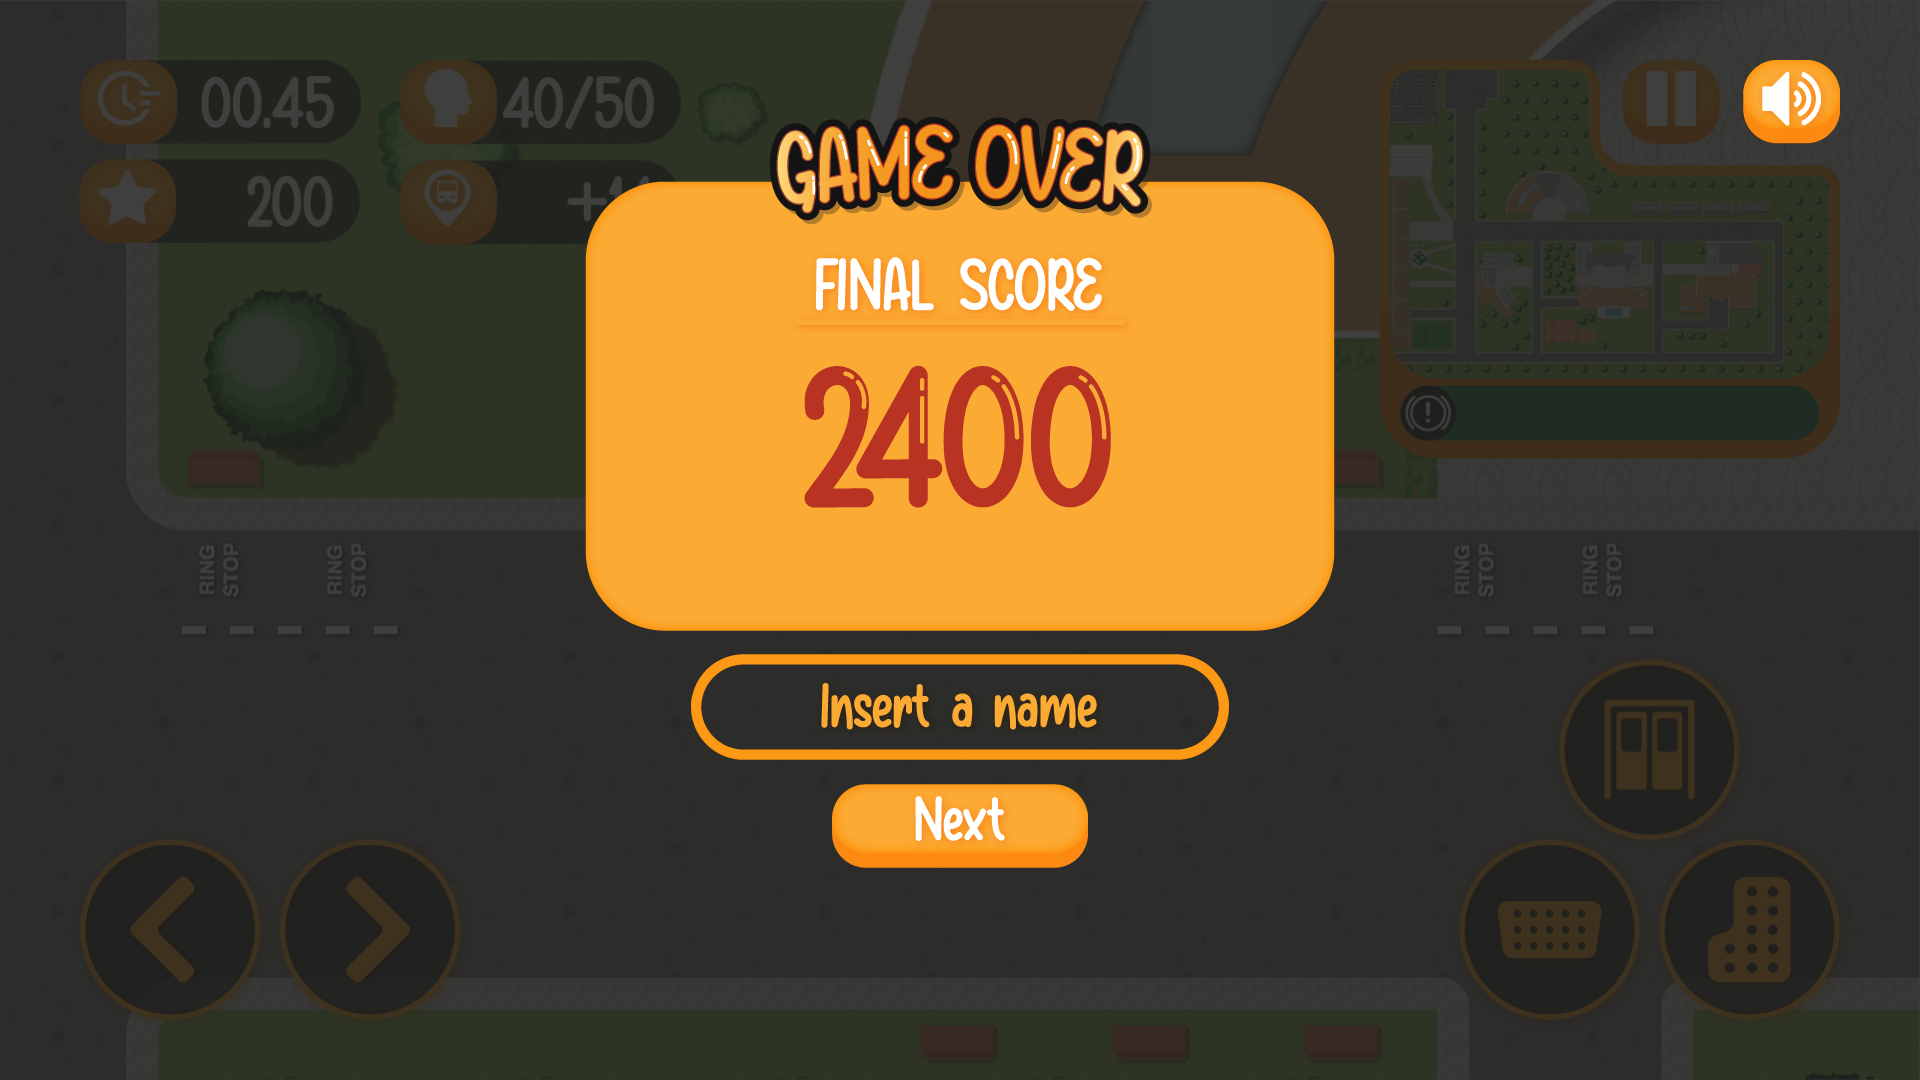 00.45
40/50
200
GAME OVER
FINAL SCORE
2400
RING
STOP
RING
STOP
RING
STOP
RING
STOP
Insert a name
Next